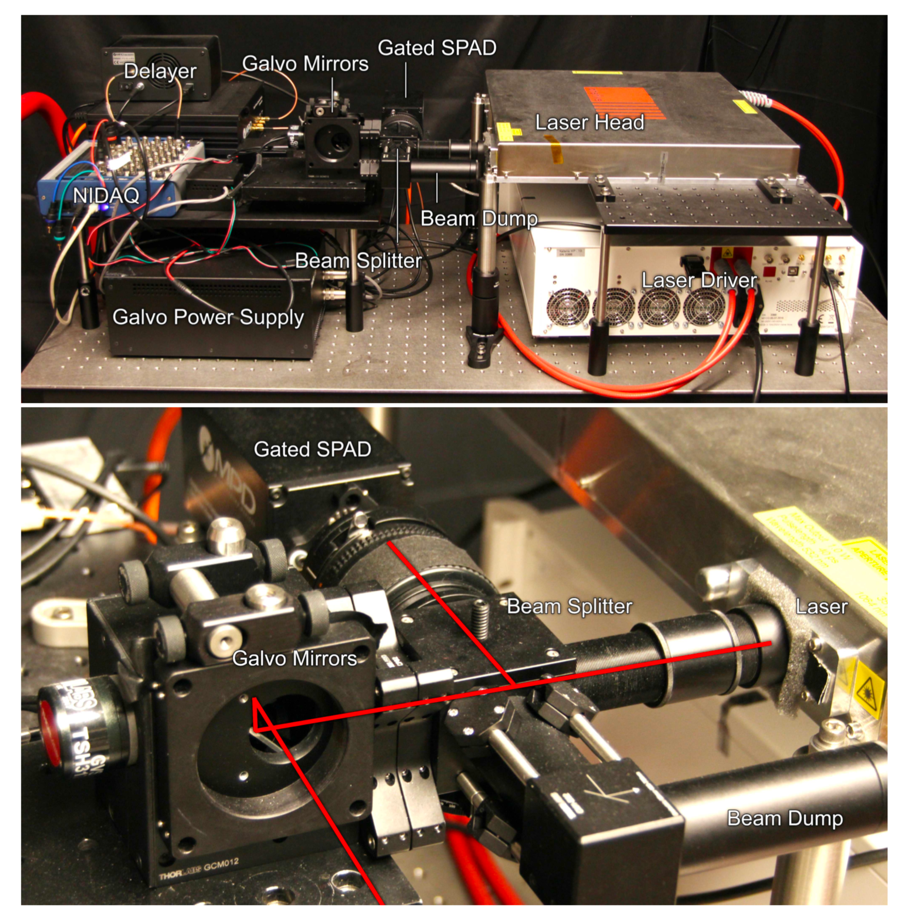 Gated SPAD
Galvo Mirrors
Delayer
Laser Head
NIDAQ
Beam Dump
Beam Splitter
Laser Driver
Galvo Power Supply
Gated SPAD
MPD
Beam Splitter
Laser
Galvo Mirrors
Beam Dump
THORLABS GCM012